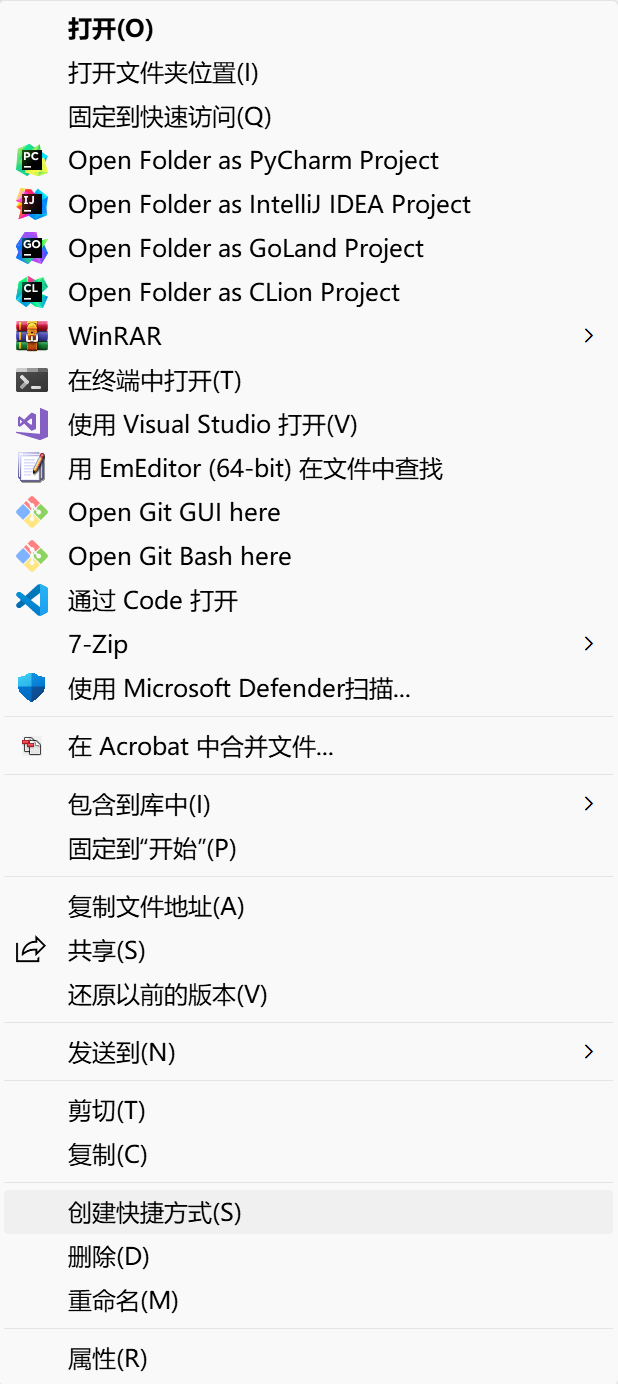 打开(O)
打开文件夹位置(I)
固定到快速访问(Q)
PC Open Folder as PyCharm Project
IJ Open Folder as IntelliJ IDEA Project
GO Open Folder as GoLand Project
CL Open Folder as CLion Project
WinRAR
在终端中打开(T)
使用 Visual Studio 打开(V)
用 EmEditor (64-bit) 在文件中查找
Open Git GUI here
Open Git Bash here
通过 Code 打开
7-Zip
使用 Microsoft Defender扫描...
在 Acrobat 中合并文件...
包含到库中(I)
固定到“开始”(P)
复制文件地址(A)
共享(S)
还原以前的版本(V)
发送到(N)
剪切(T)
复制(C)
创建快捷方式(S)
删除(D)
重命名(M)
属性(R)